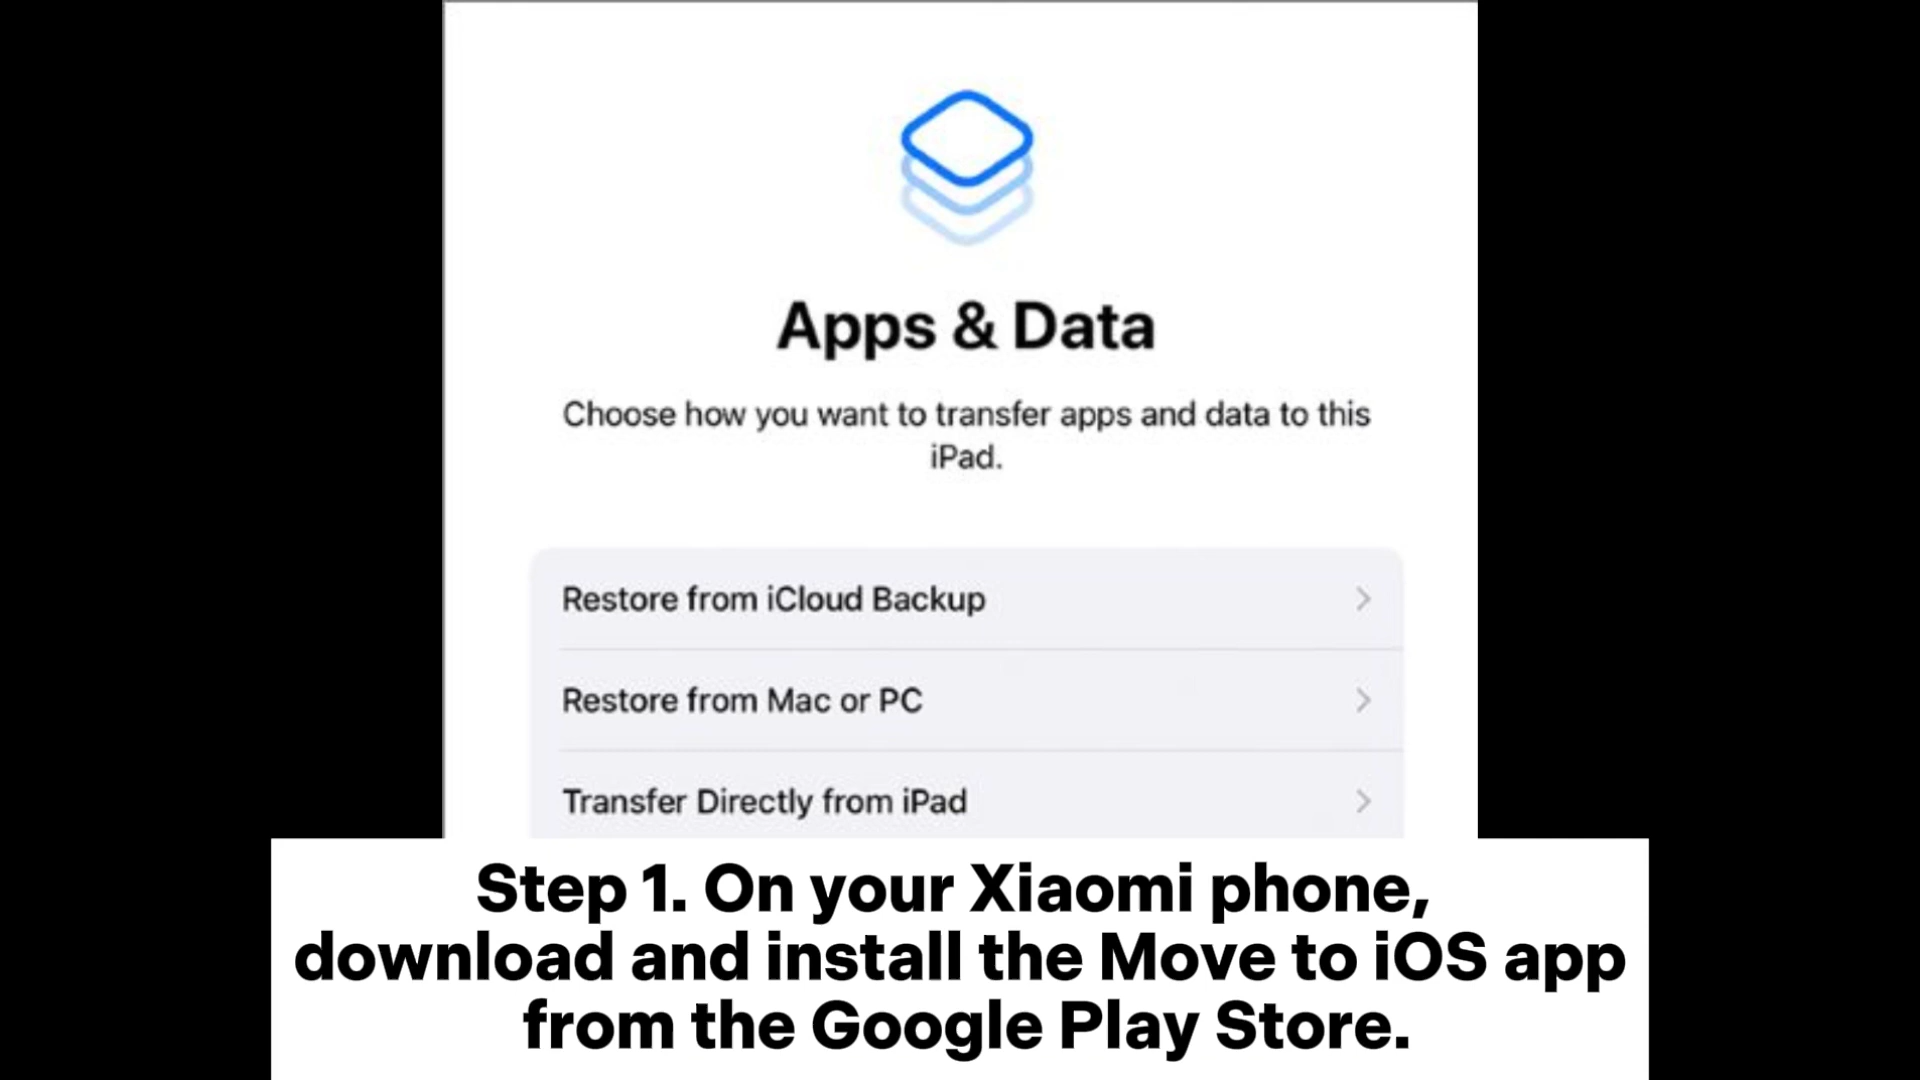 Apps & Data
Choose how you want to transfer apps and data to this
iPad.
Restore from iCloud Backup
Restore from Mac or PC
Transfer Directly from iPad
Step 1. On your Xiaomi phone,
download and install the Move to iOS app
from the Google Play Store.